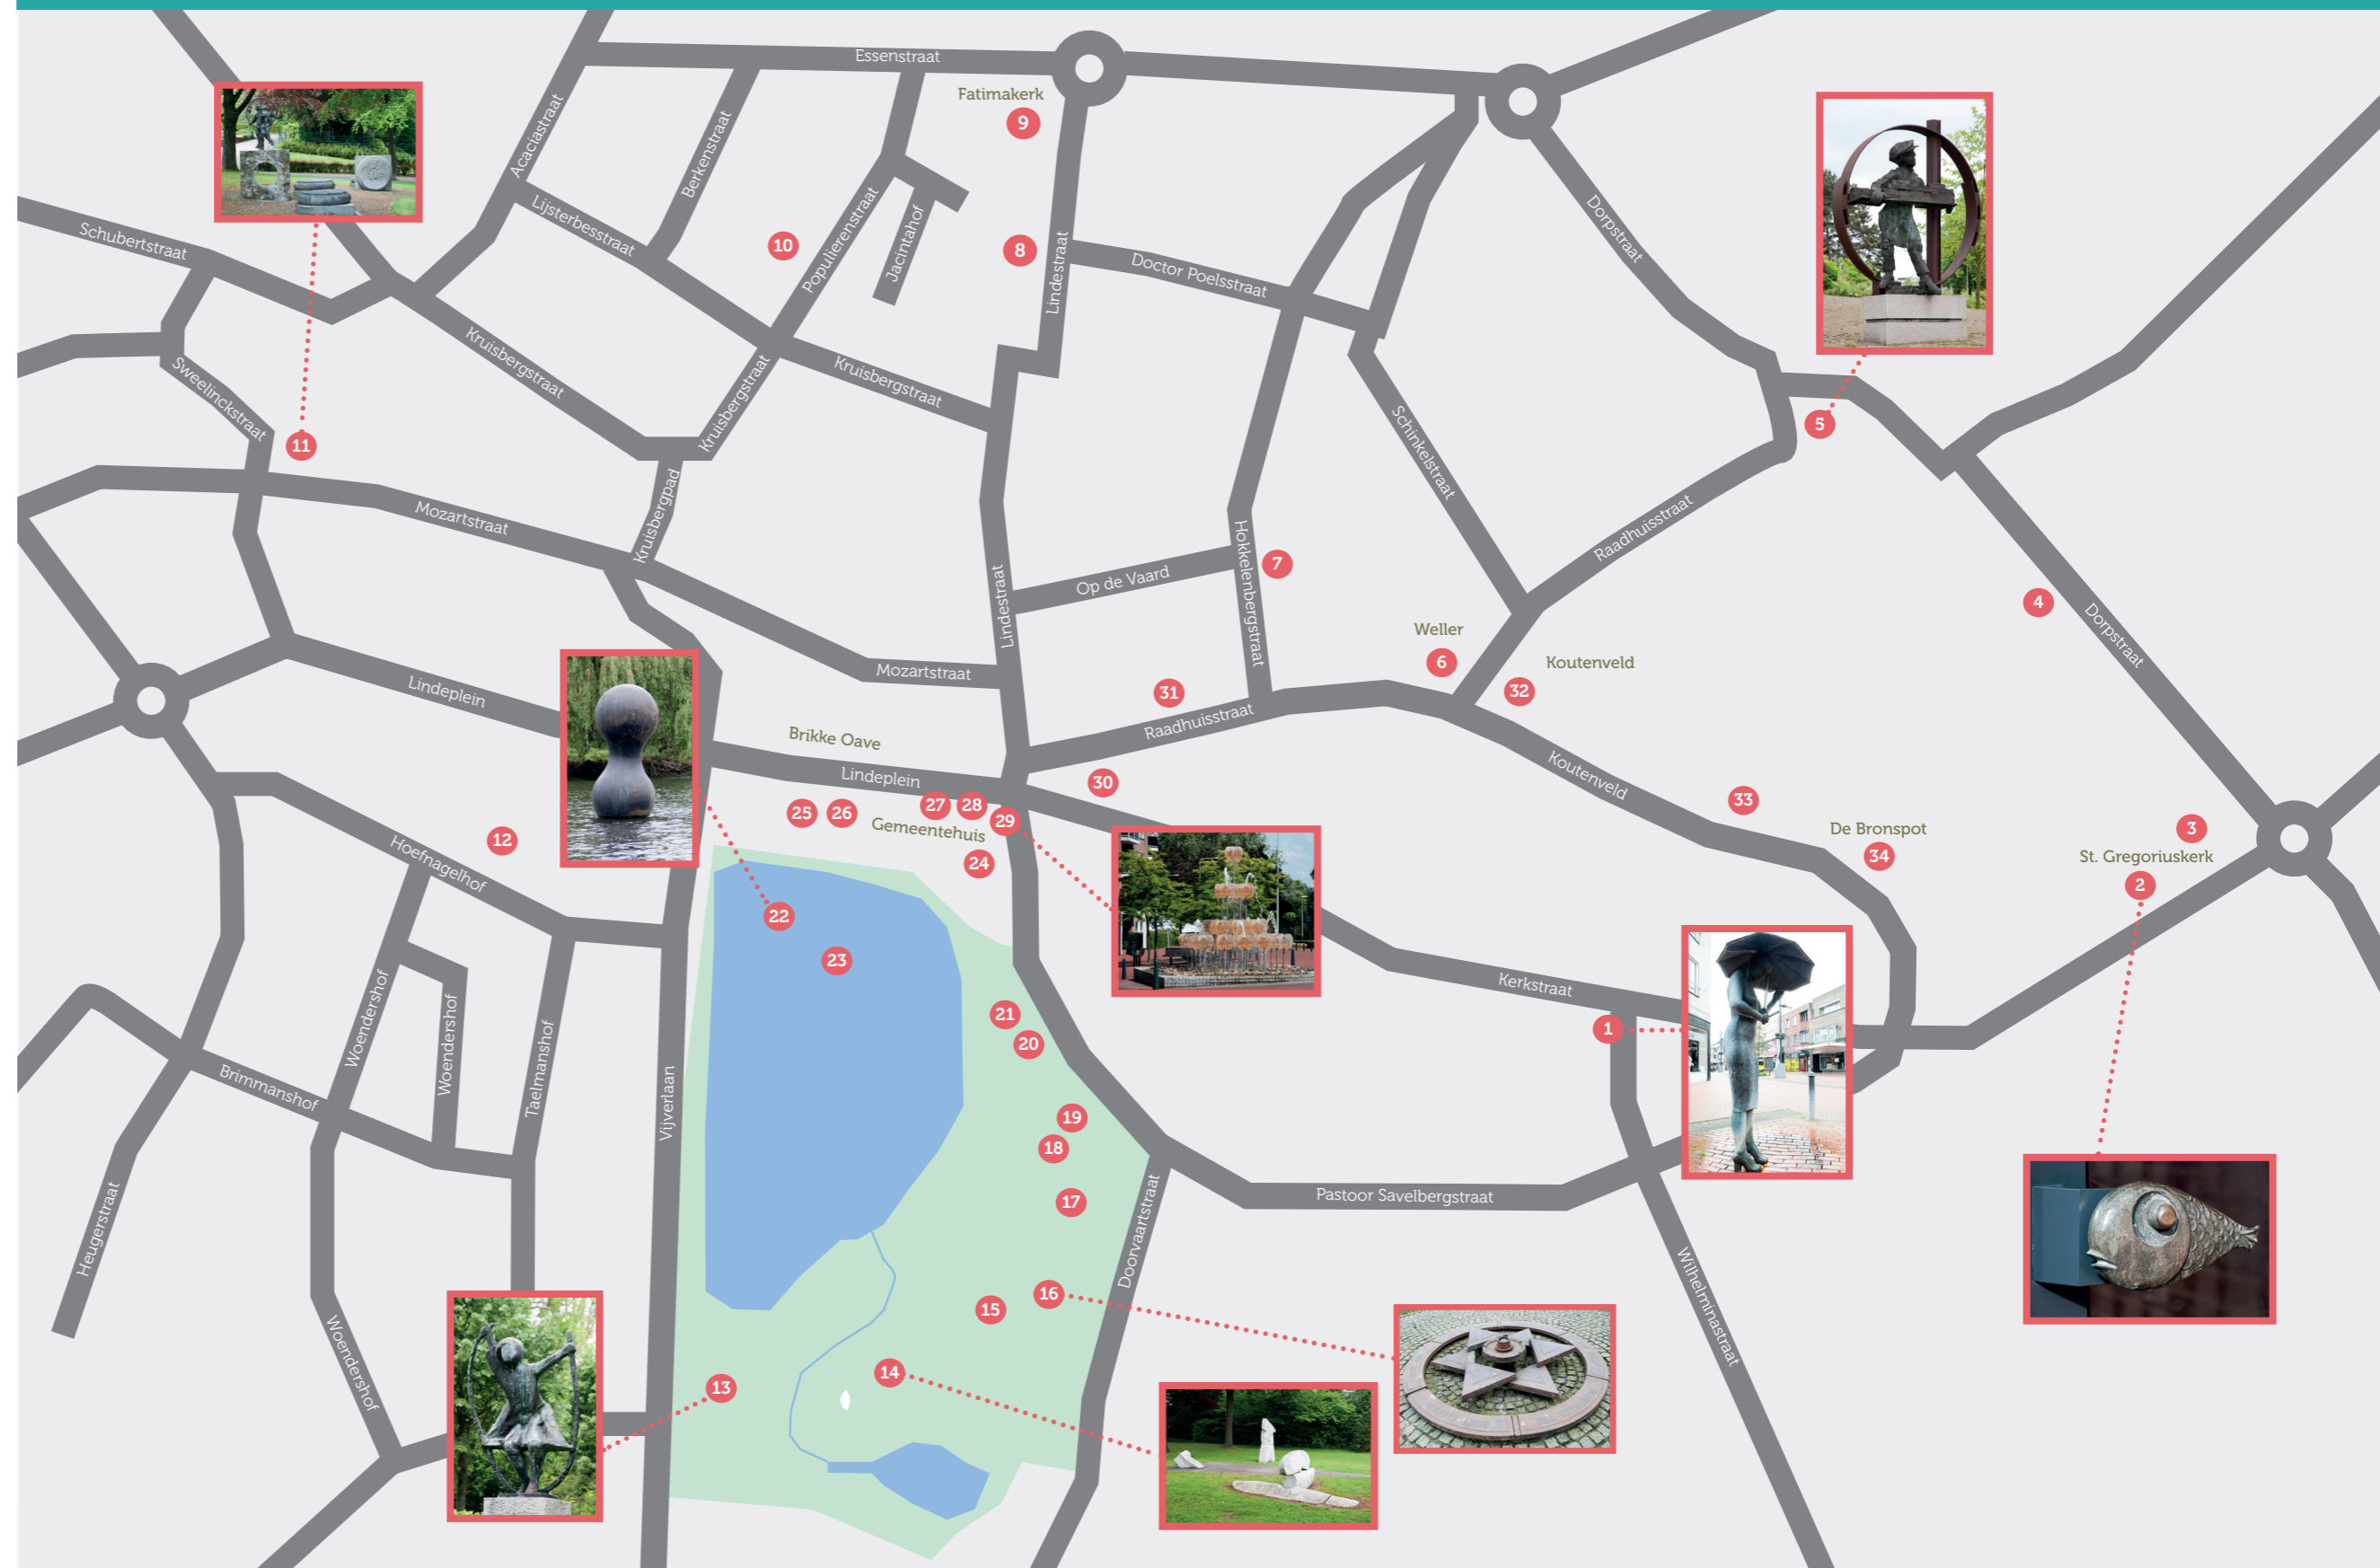 Essenstraat
Fatimakerk
9
Acaciastraat
Berkenstraat
Lijsterbesstraat
10
Populierenstraat
Jacintahof
8
Lindestraat
Doctor Poelsstraat
Dorpstraat
Schubertstraat
Kruisbergstraat
Kruisbergstraat
Kruisbergstraat
Sweelinckstraat
11
5
Schinkelstraat
Mozartstraat
Kruisbergpad
Raadhuisstraat
Lindestraat
Op de Vaard
Hokkelenbergstraat
7
4
Dorpstraat
Weller
6
Koutenveld
32
Mozartstraat
Lindeplein
31
Raadhuisstraat
Brikke Oave
Lindeplein
30
Koutenveld
33
25
26
27
28
29
Gemeentehuis
24
De Bronspot
34
3
St. Gregoriuskerk
2
12
Hoefnagelhof
22
23
Kerkstraat
1
21
20
Woendershof
Woendershof
Taelmanshof
Brimmanshof
Vijverlaan
19
18
17
Pastoor Savelbergstraat
Doorvaartstraat
Heugerstraat
16
15
Wilhelminastraat
Woendershof
14
13